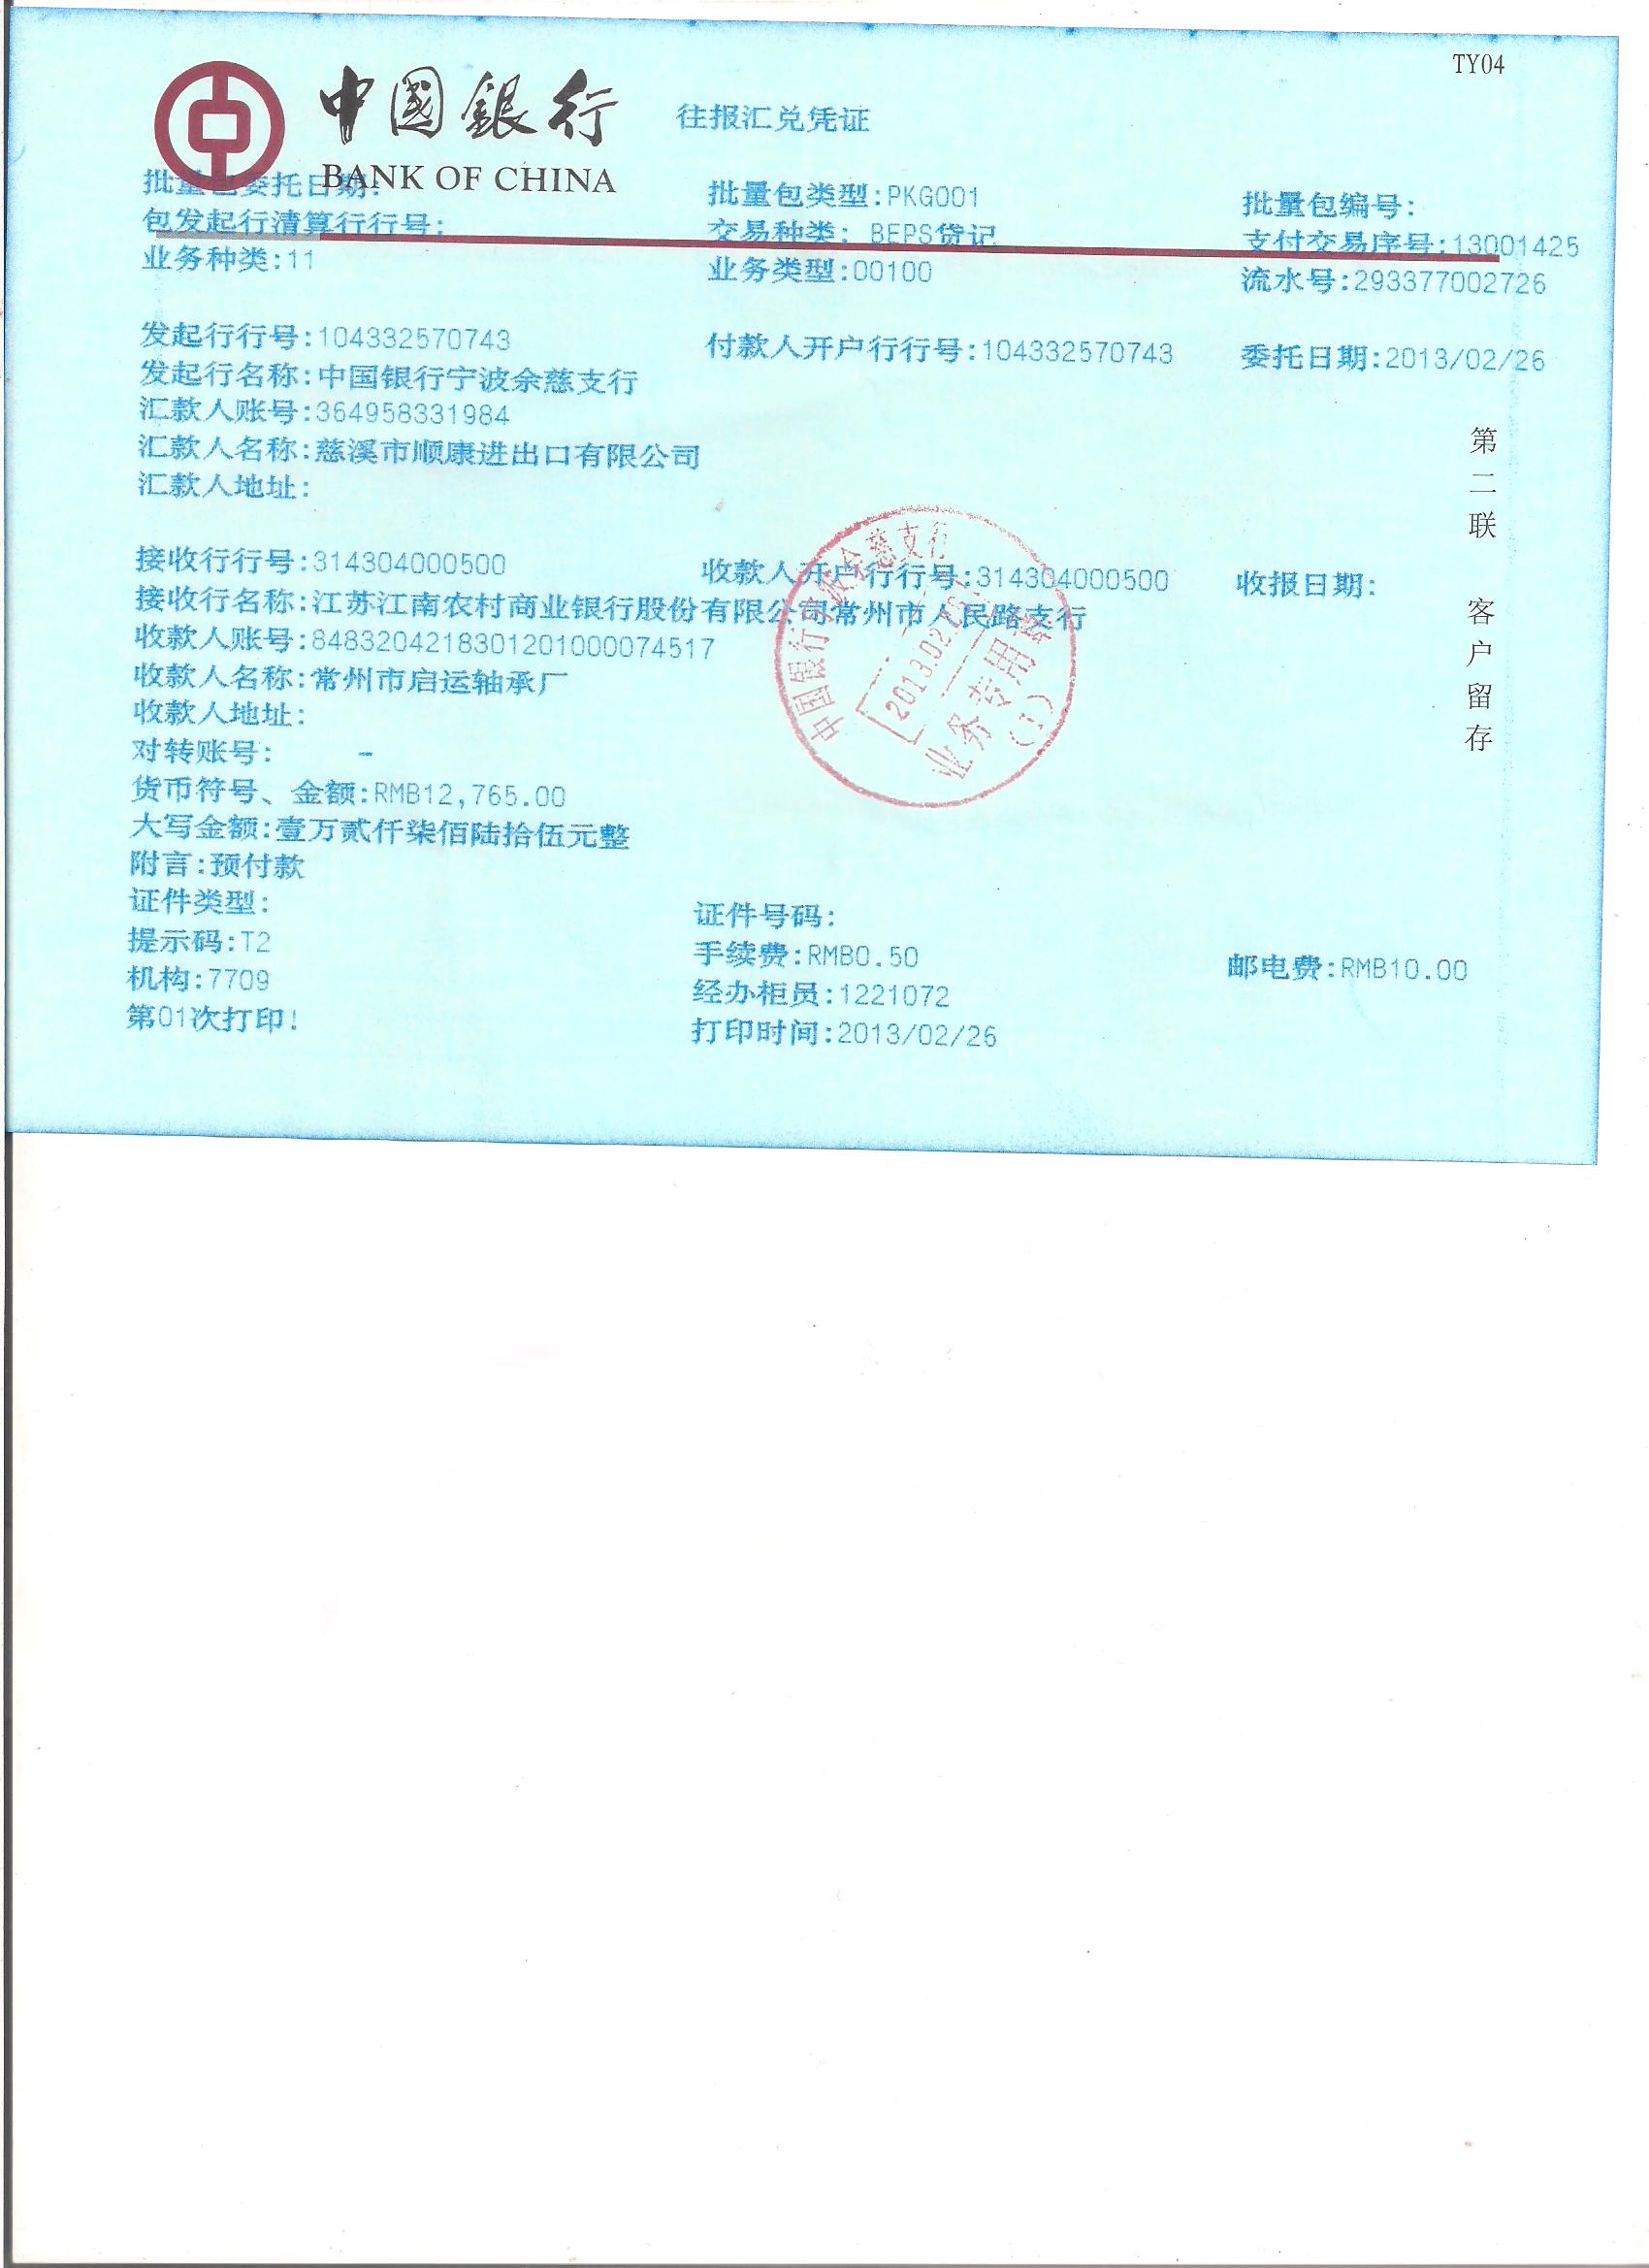 TY04
中國銀行 往报汇兑凭证
BANK OF CHINA
批量包委托日期: 批量包类型:PKG001 批量包编号:
包发起行清算行行号: 交易种类: BEPS贷记 支付交易序号:13001425
业务种类:11 业务类型:00100 流水号:293377002726
发起行行号:104332570743 付款人开户行行号:104332570743 委托日期:2013/02/26
发起行名称:中国银行宁波余慈支行
汇款人账号:364958331984
汇款人名称:慈溪市顺康进出口有限公司
汇款人地址:
接收行行号:314304000500 收款人开户行行号:314304000500 收报日期:
接收行名称:江苏江南农村商业银行股份有限公司常州市人民路支行
收款人账号:8483204218301201000074517
收款人名称:常州市启运轴承厂
收款人地址:
对转账号: -
货币符号、金额:RMB12,765.00
大写金额:壹万贰仟柒佰陆拾伍元整
附言:预付款
证件类型: 证件号码:
提示码:T2 手续费:RMB0.50 邮电费:RMB10.00
机构:7709 经办柜员:1221072
第01次打印! 打印时间:2013/02/26
第二联 客户留存
中国银行 余慈支行
2013.02.26
业务专用章
(1)